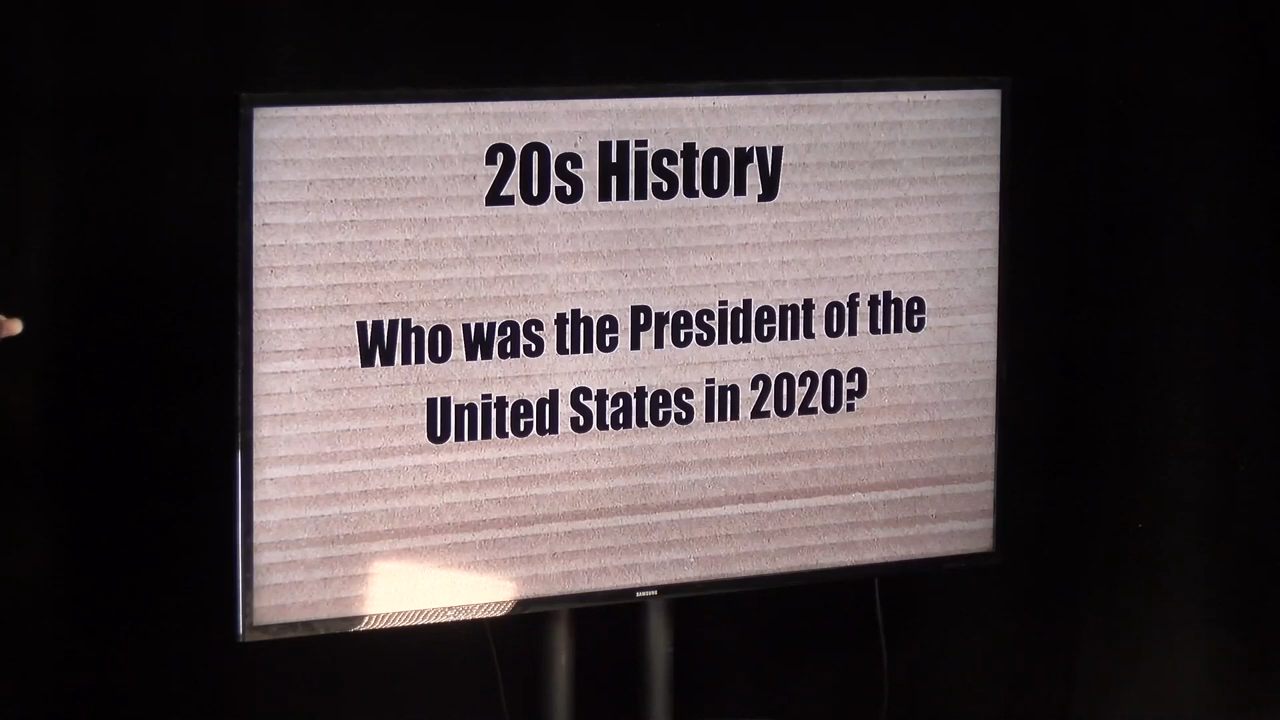 20s History
Who was the President of the
United States in 2020?
SAMSUNG